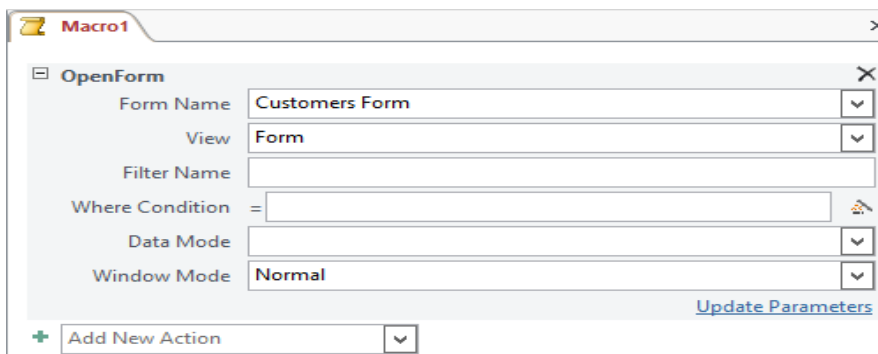 Macro1
OpenForm
Form Name Customers Form
View Form
Filter Name
Where Condition =
Data Mode
Window Mode Normal
Update Parameters
Add New Action